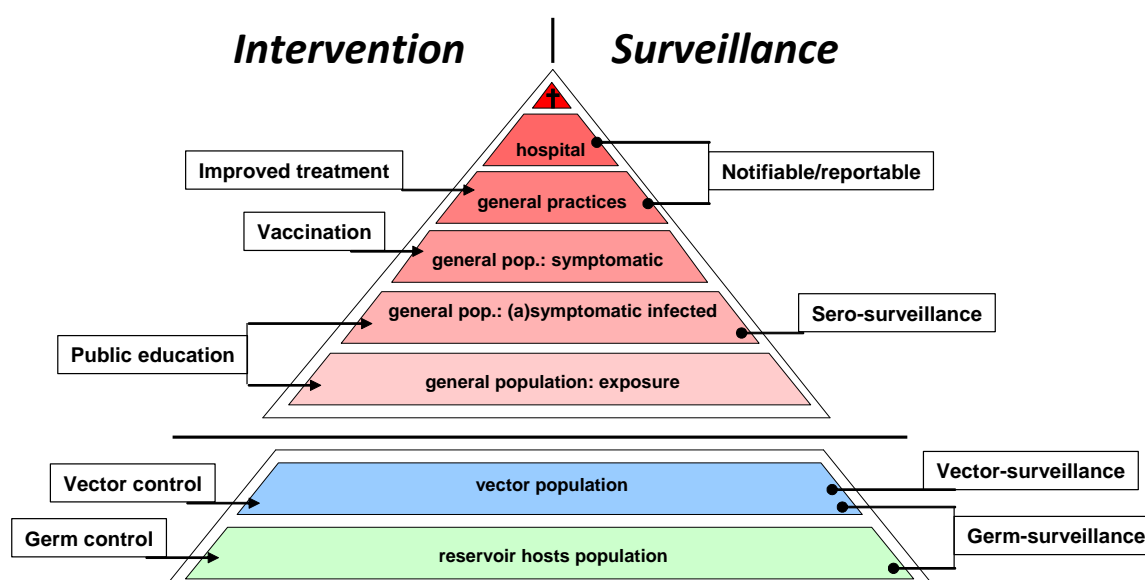 Intervention
Surveillance
hospital
Improved treatment
Notifiable/reportable
general practices
Vaccination
general pop.: symptomatic
general pop.: (a)symptomatic infected
Sero-surveillance
Public education
general population: exposure
Vector control
vector population
Vector-surveillance
Germ control
reservoir hosts population
Germ-surveillance